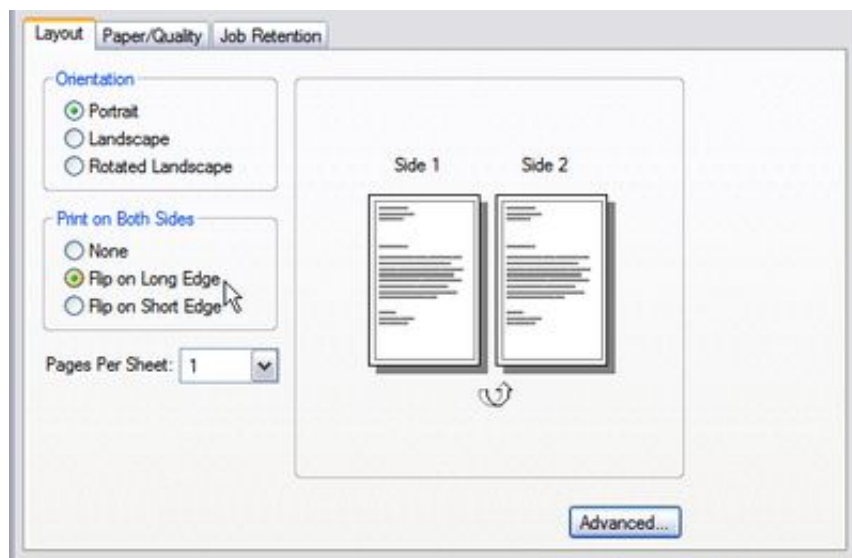 Layout Paper/Quality Job Retention
Orientation
Portrait
Landscape
Rotated Landscape
Print on Both Sides
None
Flip on Long Edge
Flip on Short Edge
Pages Per Sheet: 1
Side 1 Side 2
Advanced...